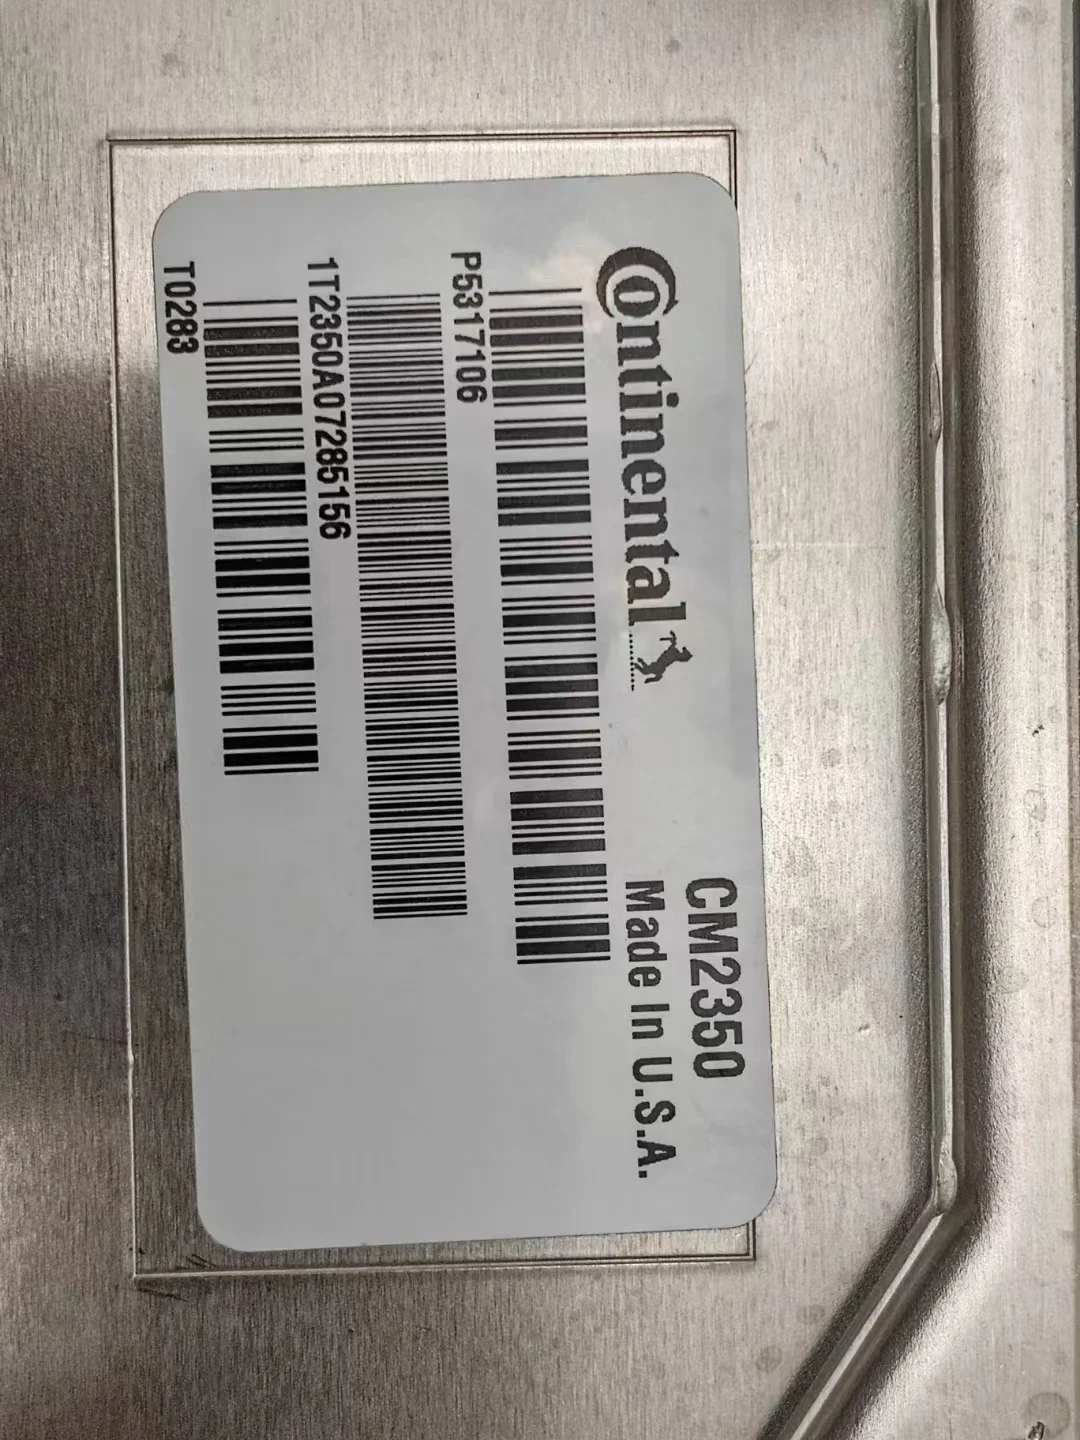 Continental
CM2350
Made In U.S.A.
P5317106
1T2350A07285156
T0283